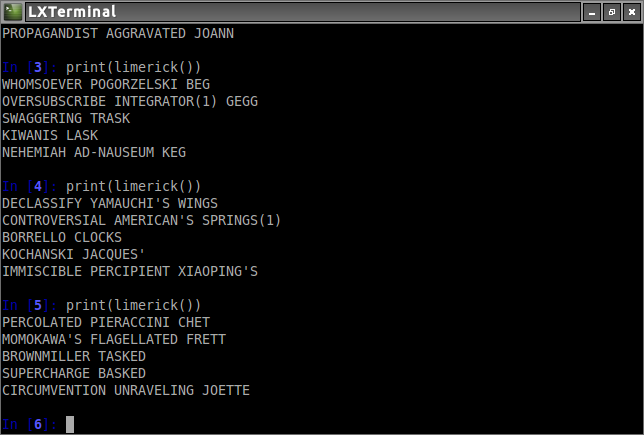 LXTerminal
PROPAGANDIST AGGRAVATED JOANN
In [3]: print(limerick())
WHOMSOEVER POGORZELSKI BEG
OVERSUBSCRIBE INTEGRATOR(1) GEGG
SWAGGERING TRASK
KIWANIS LASK
NEHEMIAH AD-NAUSEUM KEG
In [4]: print(limerick())
DECLASSIFY YAMAUCHI'S WINGS
CONTROVERSIAL AMERICAN'S SPRINGS(1)
BORRELLO CLOCKS
KOCHANSKI JACQUES'
IMMISCIBLE PERCIPIENT XIAOPING'S
In [5]: print(limerick())
PERCOLATED PIERACCINI CHET
MOMOKAWA'S FLAGELLATED FRETT
BROWNMILLER TASKED
SUPERCHARGE BASKED
CIRCUMVENTION UNRAVELING JOETTE
In [6]: